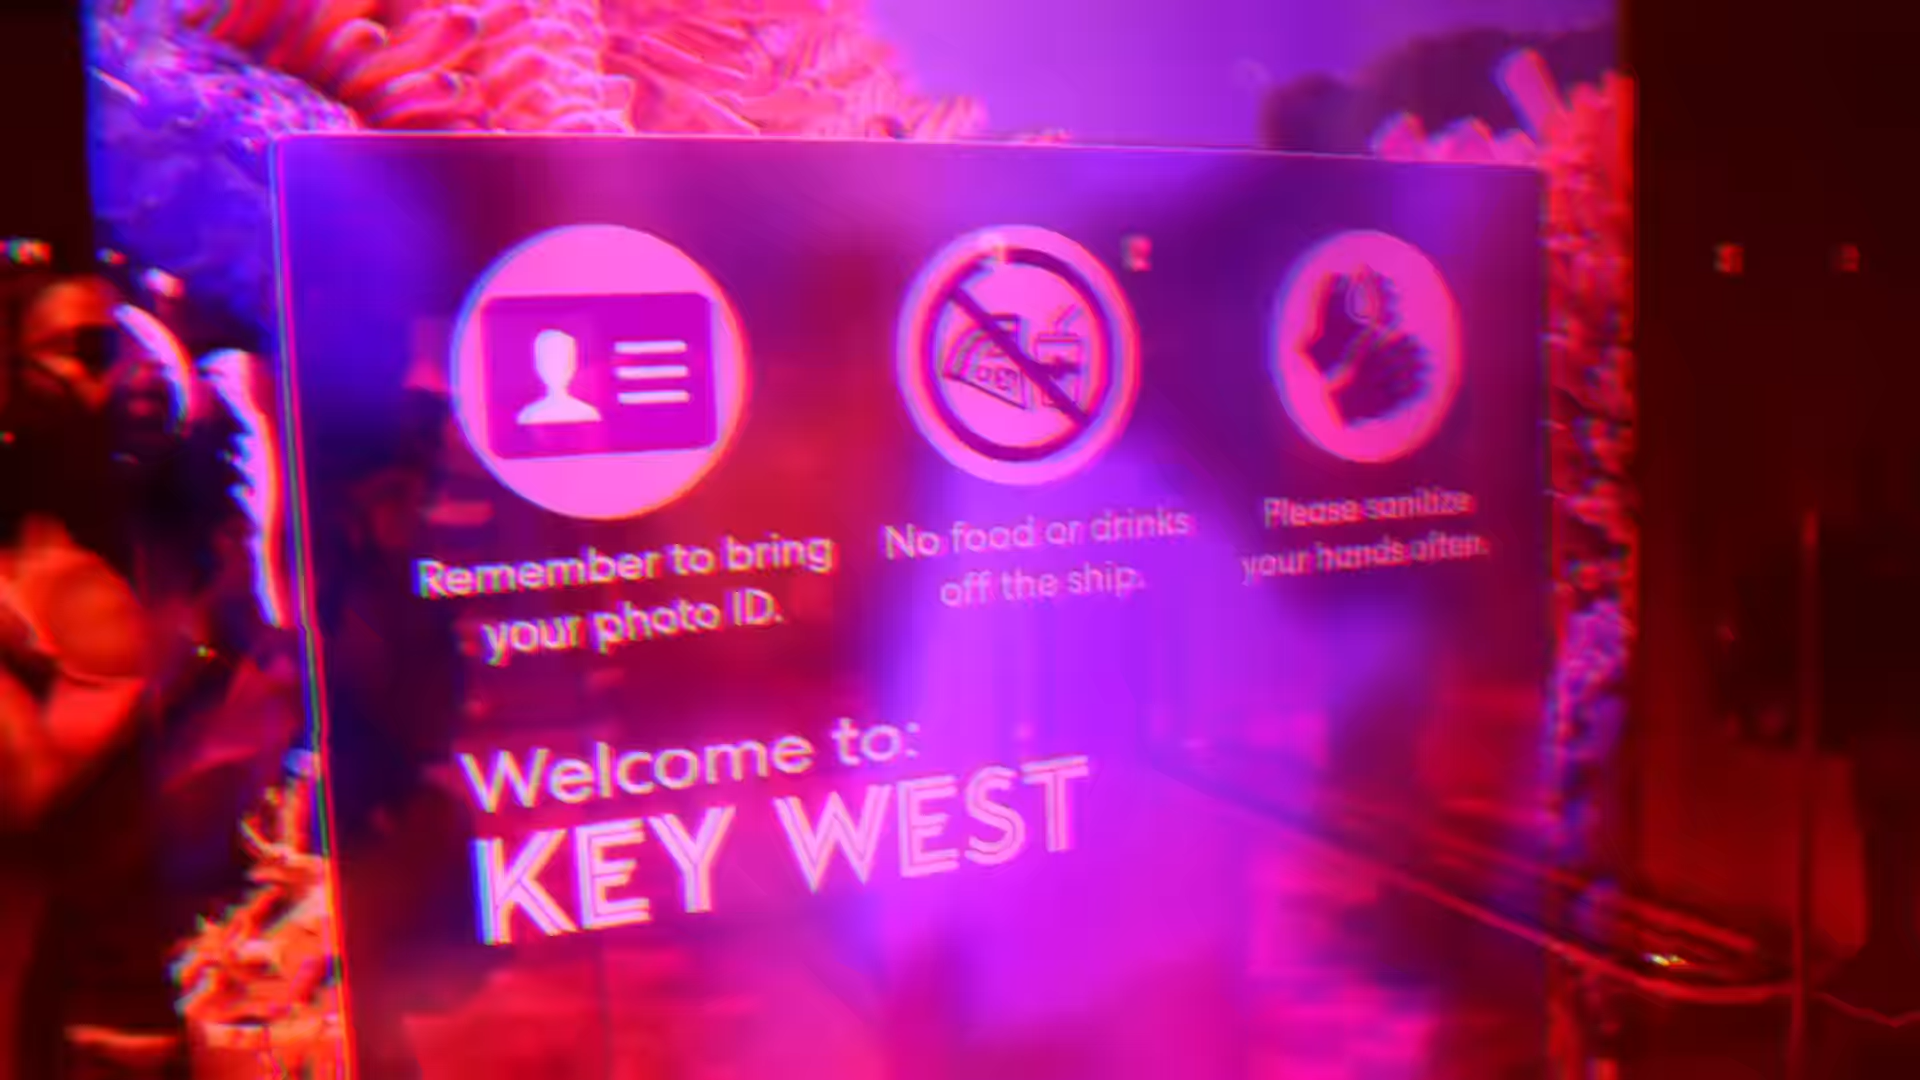 Remember to bring
your photo ID.
No food or drinks
off the ship.
Please sanitize
your hands often.
Welcome to:
KEY WEST